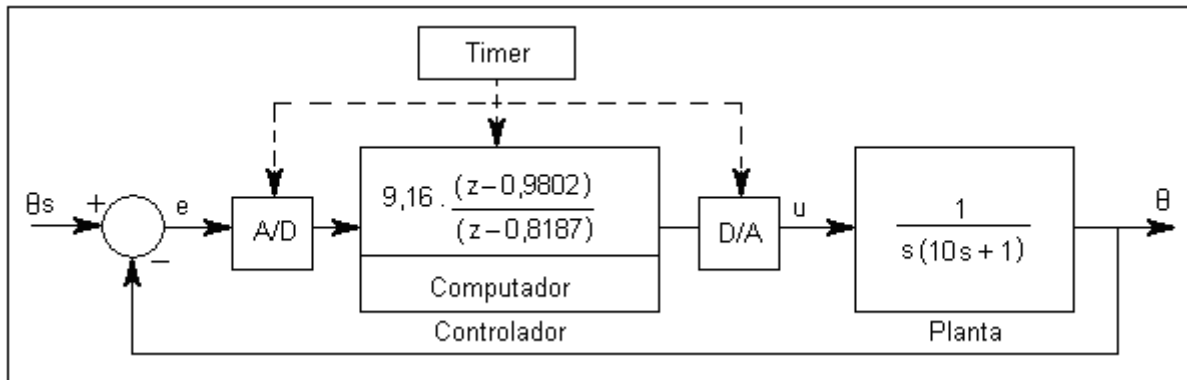 Timer
θs
+
−
e
A/D
9,16 . (z−0,9802)
(z−0,8187)
Computador
Controlador
D/A
u
1
s(10s+1)
Planta
θ